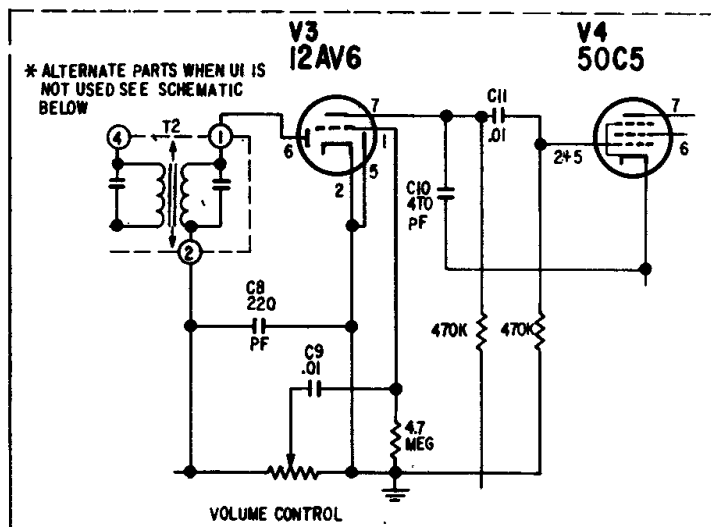 V3
12AV6
V4
50C5
* ALTERNATE PARTS WHEN U1 IS
NOT USED SEE SCHEMATIC
BELOW
T2
4
1
2
6
7
1
5
2
C11
.01
7
6
2+5
C10
470
PF
C8
220
PF
C9
.01
470K
470K
4.7
MEG
VOLUME CONTROL